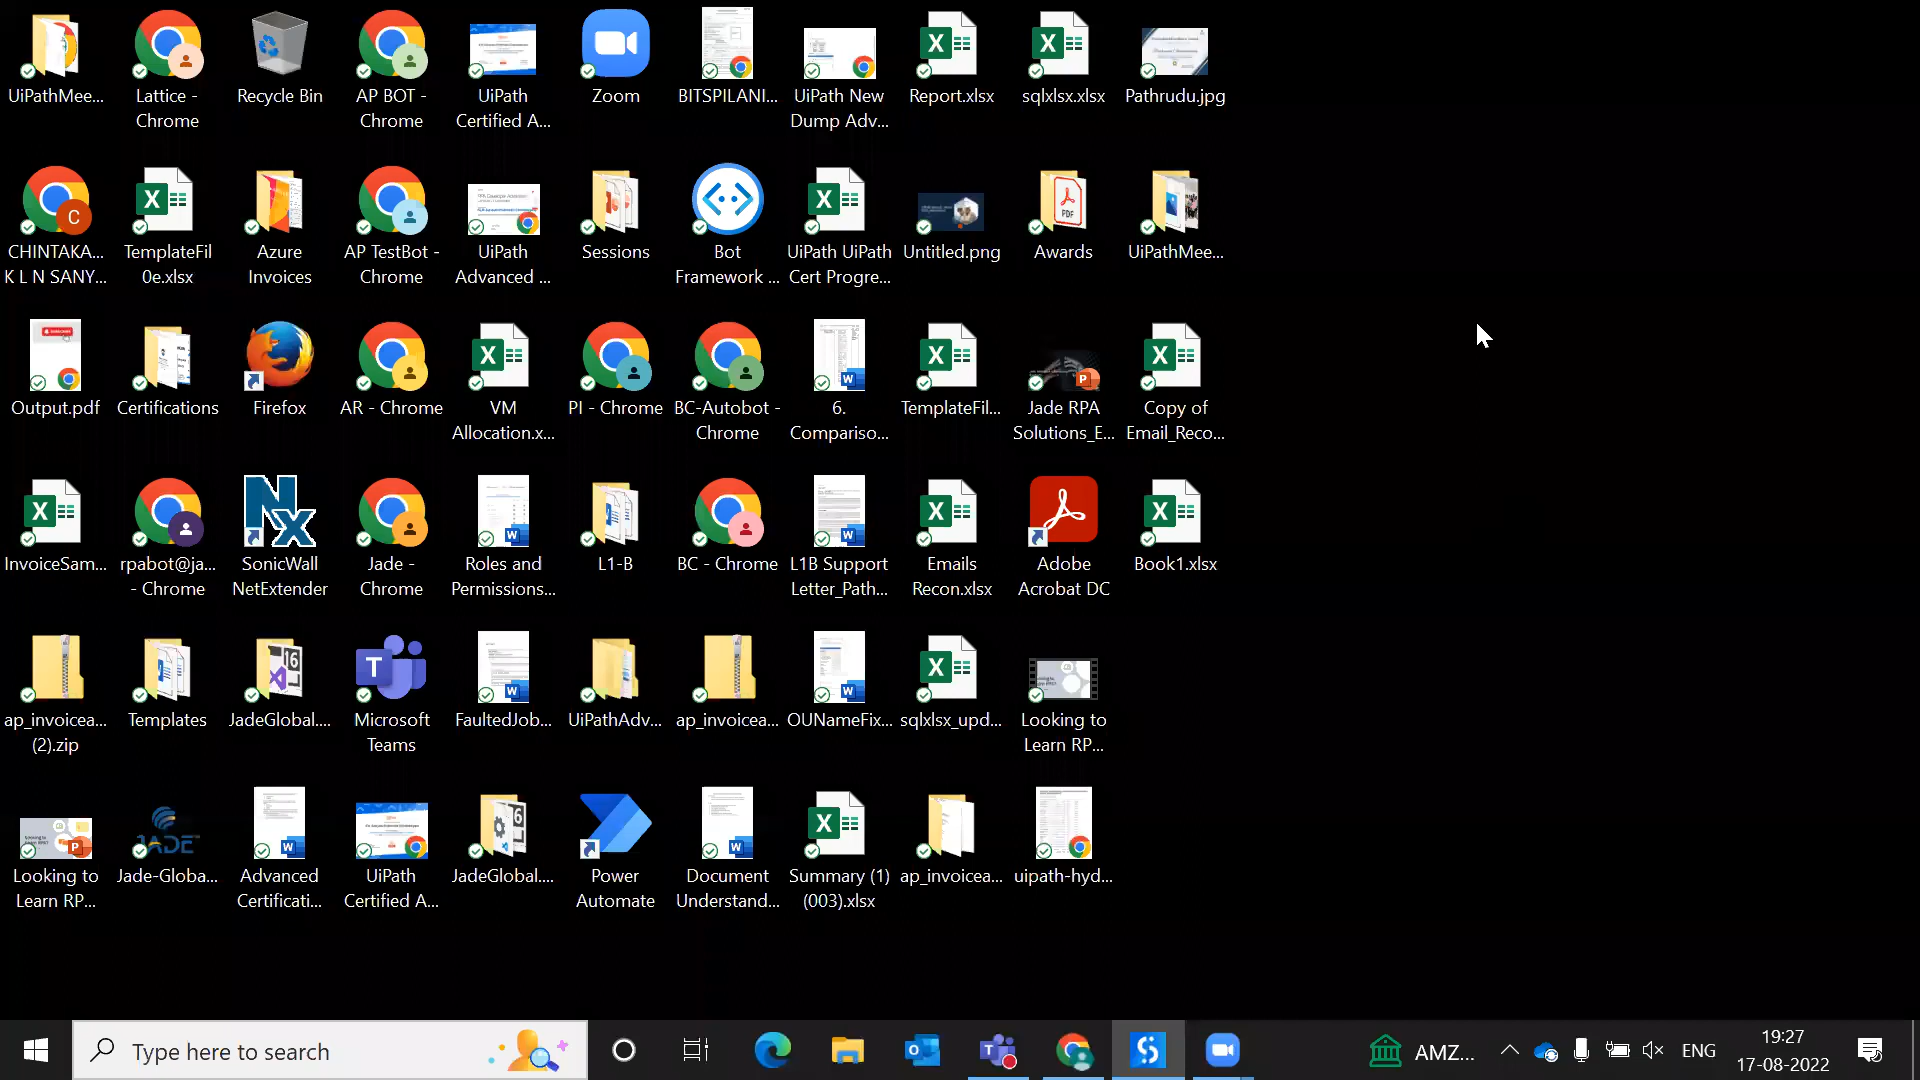 UiPathMee...
Lattice -
Chrome
Recycle Bin
AP BOT -
Chrome
UiPath
Certified A...
Zoom
BITSPILANI...
UiPath New
Dump Adv...
Report.xlsx
sqlxlsx.xlsx
Pathrudu.jpg
CHINTAKA...
K L N SANY...
TemplateFil
0e.xlsx
Azure
Invoices
AP TestBot -
Chrome
UiPath
Advanced ...
Sessions
Bot
Framework ...
UiPath UiPath
Cert Progre...
Untitled.png
Awards
UiPathMee...
Output.pdf
Certifications
Firefox
AR - Chrome
VM
Allocation.x...
PI - Chrome
BC-Autobot -
Chrome
6.
Compariso...
TemplateFil...
Jade RPA
Solutions_E...
Copy of
Email_Reco...
InvoiceSam...
rpabot@ja...
- Chrome
SonicWall
NetExtender
Jade -
Chrome
Roles and
Permissions...
L1-B
BC - Chrome
L1B Support
Letter_Path...
Emails
Recon.xlsx
Adobe
Acrobat DC
Book1.xlsx
ap_invoicea...
(2).zip
Templates
JadeGlobal....
Microsoft
Teams
FaultedJob...
UiPathAdv...
ap_invoicea...
OUNameFix...
sqlxlsx_upd...
Looking to
Learn RP...
Looking to
Learn RP...
Jade-Globa...
Advanced
Certificati...
UiPath
Certified A...
JadeGlobal....
Power
Automate
Document
Understand...
Summary (1)
(003).xlsx
ap_invoicea...
uipath-hyd...
Type here to search
AMZ...
ENG
19:27
17-08-2022